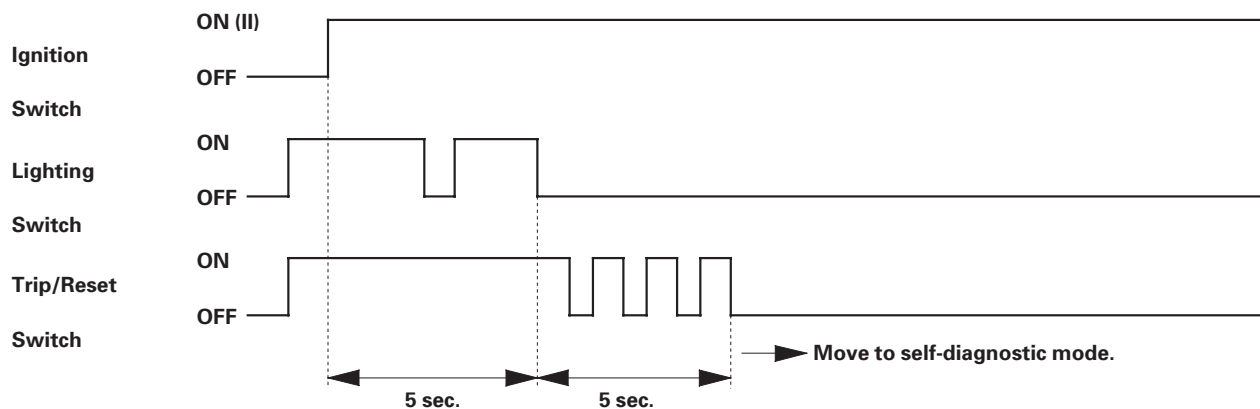 ON (II)
Ignition
OFF
Switch
ON
Lighting
OFF
Switch
ON
Trip/Reset
OFF
Switch
Move to self-diagnostic mode.
5 sec.
5 sec.